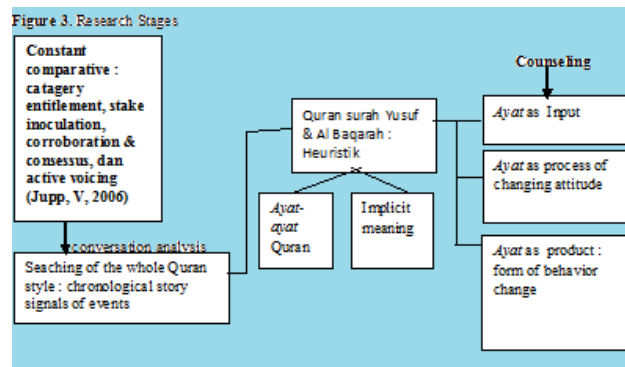 Figure 3. Research Stages
Constant
comparative :
catagery
entitlement, stake
inoculation,
corroboration &
consessus, dan
active voicing
(Jupp, V, 2006)
conversation analysis
Seaching of the whole Quran
style : chronological story
signals of events
Quran surah Yusuf
& Al Baqarah :
Heuristik
Ayat-
ayat
Quran
Implicit
meaning
Counseling
Ayat as Input
Ayat as process of
changing attitude
Ayat as product :
form of behavior
change